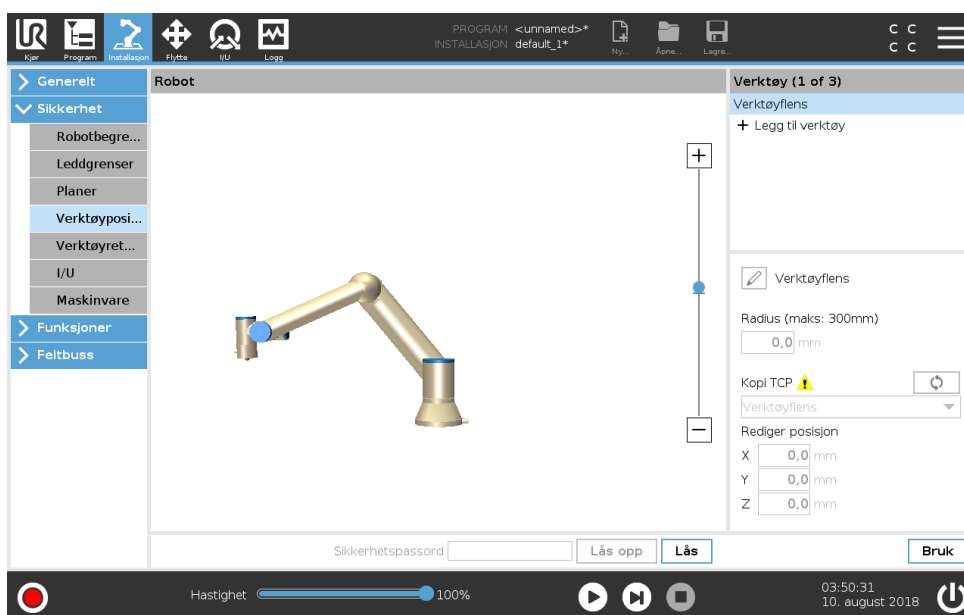 UR
PROGRAM <unnamed>*
INSTALLASJON default_1*
C C
C C
Kjør Program Installasjon Flytte I/U Logg
Ny... Åpne... Lagre...
Generelt
Sikkerhet
Robotbegre...
Leddgrenser
Planer
Verktøyposi...
Verktøyret...
I/U
Maskinvare
Funksjoner
Feltbuss
Robot
+
−
Verktøy (1 of 3)
Verktøyflens
+ Legg til verktøy
Verktøyflens
Radius (maks: 300mm)
0,0 mm
Kopi TCP
Verktøyflens
Rediger posisjon
X 0,0 mm
Y 0,0 mm
Z 0,0 mm
Sikkerhetspassord Lås opp Lås
Bruk
Hastighet 100%
03:50:31
10. august 2018